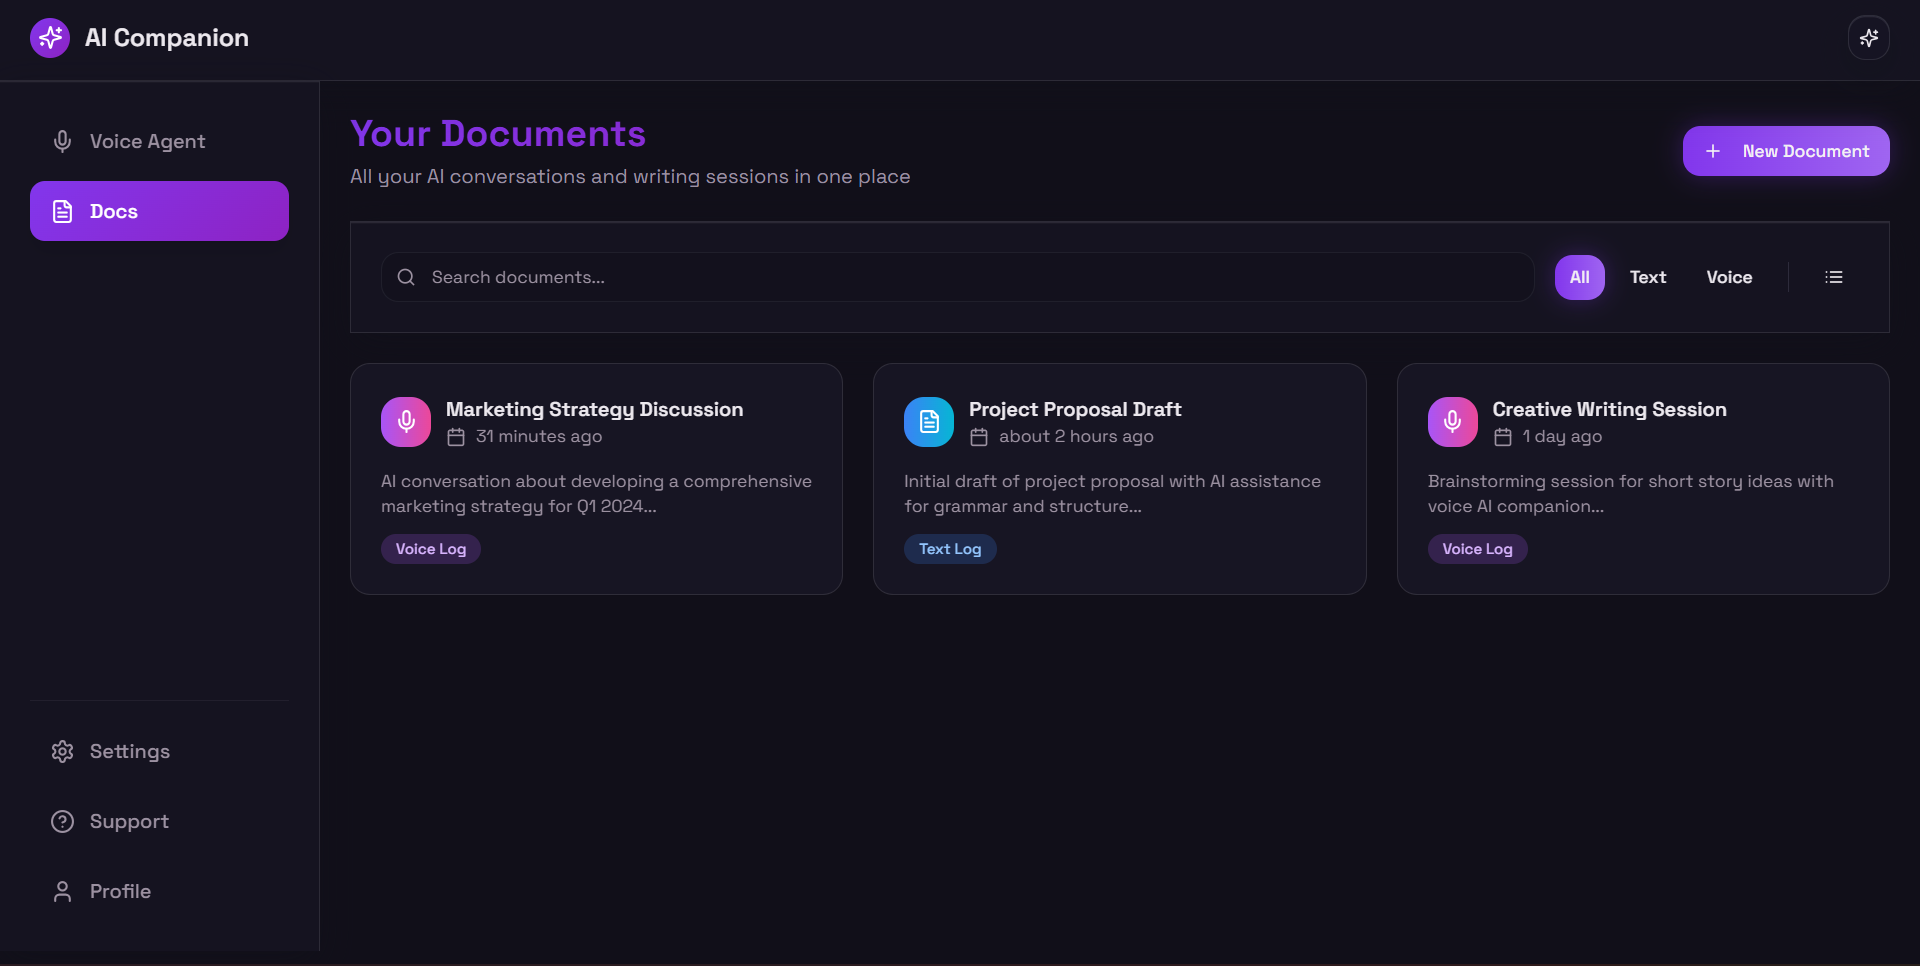 AI Companion
Voice Agent
Docs
Settings
Support
Profile
Your Documents
All your AI conversations and writing sessions in one place
New Document
Search documents...
All
Text
Voice
Marketing Strategy Discussion
31 minutes ago
AI conversation about developing a comprehensive
marketing strategy for Q1 2024...
Voice Log
Project Proposal Draft
about 2 hours ago
Initial draft of project proposal with AI assistance
for grammar and structure...
Text Log
Creative Writing Session
1 day ago
Brainstorming session for short story ideas with
voice AI companion...
Voice Log